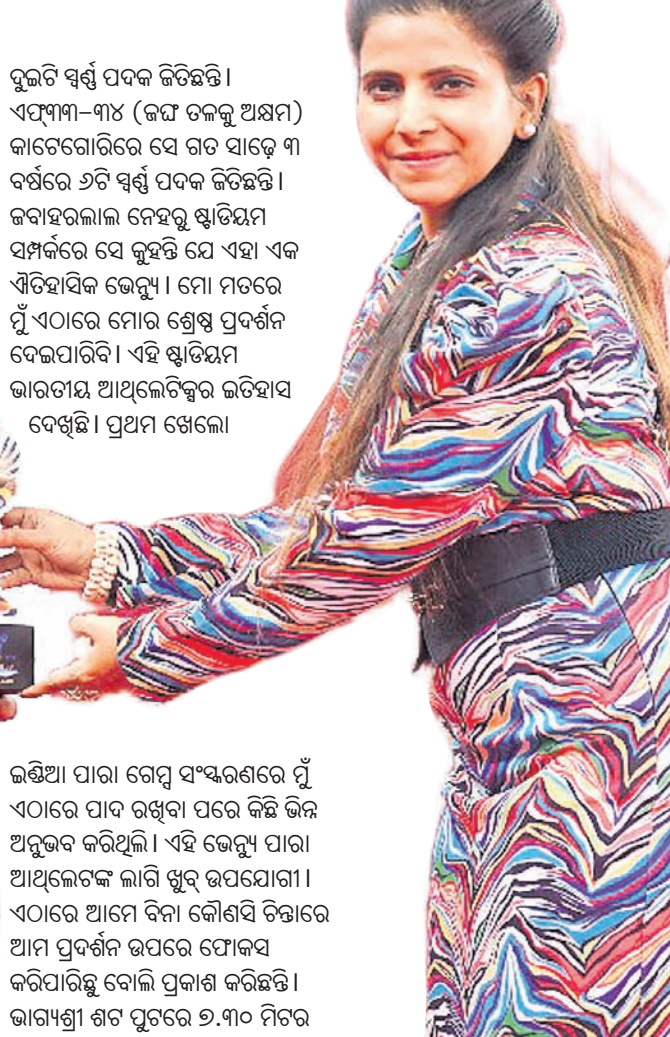 ଦୁଇଟି ସ୍ୱର୍ଣ୍ଣ ପଦକ ଜିତିଛନ୍ତି।
ଏଫ୍‌୩୩–୩୪ (ଜଙ୍ଘ ତଳକୁ ଅକ୍ଷମ)
କାଟେଗୋରିରେ ସେ ଗତ ସାଢ଼େ ୩
ବର୍ଷରେ ୬ଟି ସ୍ୱର୍ଣ୍ଣ ପଦକ ଜିତିଛନ୍ତି।
ଜବାହରଲାଲ ନେହରୁ ଷ୍ଟାଡିୟମ
ସମ୍ପର୍କରେ ସେ କୁହନ୍ତି ଯେ ଏହା ଏକ
ଐତିହାସିକ ଭେନ୍ୟୁ। ମୋ ମତରେ
ମୁଁ ଏଠାରେ ମୋର ଶ୍ରେଷ୍ଠ ପ୍ରଦର୍ଶନ
ଦେଇପାରିବି। ଏହି ଷ୍ଟାଡିୟମ
ଭାରତୀୟ ଆଥ୍‌ଲେଟିକ୍ସର ଇତିହାସ
ଦେଖିଛି। ପ୍ରଥମ ଖେଲୋ
ଇଣ୍ଡିଆ ପାରା ଗେମ୍ସ ସଂସ୍କରଣରେ ମୁଁ
ଏଠାରେ ପାଦ ରଖିବା ପରେ କିଛି ଭିନ୍ନ
ଅନୁଭବ କରିଥିଲି। ଏହି ଭେନ୍ୟୁ ପାରା
ଆଥ୍‌ଲେଟଙ୍କ ଲାଗି ଖୁବ୍ ଉପଯୋଗୀ।
ଏଠାରେ ଆମେ ବିନା କୌଣସି ଚିନ୍ତାରେ
ଆମ ପ୍ରଦର୍ଶନ ଉପରେ ଫୋକସ
କରିପାରିଛୁ ବୋଲି ପ୍ରକାଶ କରିଛନ୍ତି।
ଭାଗ୍ୟଶ୍ରୀ ଶଟ ପୁଟରେ ୭.୩୦ ମିଟର